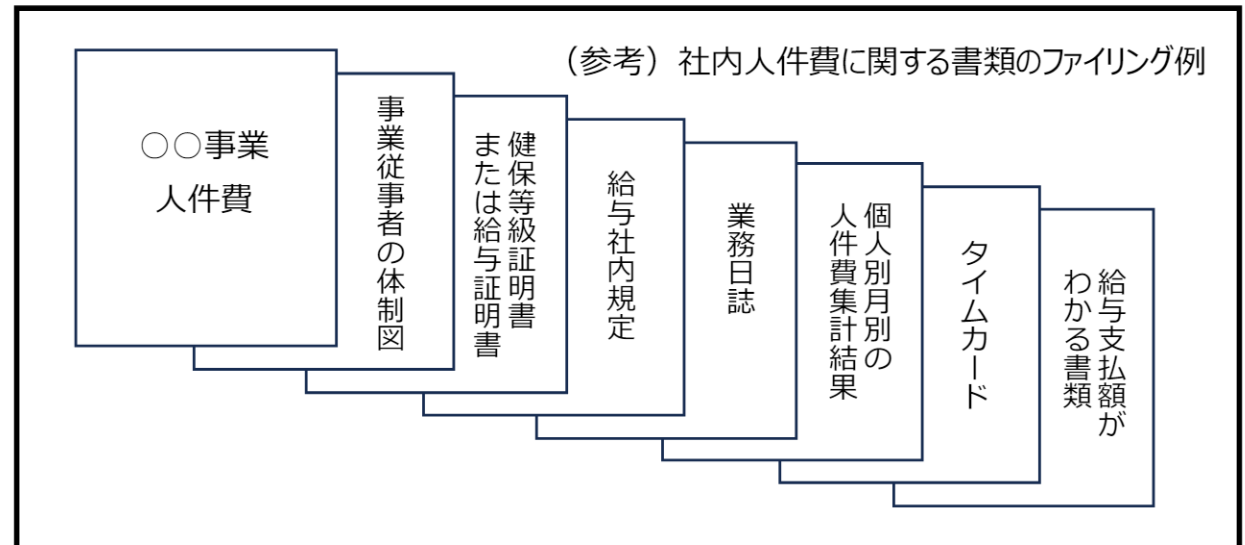 （参考）社内人件費に関する書類のファイリング例
○○事業
人件費
事業従事者の体制図
健保等級証明書
または給与証明書
給与社内規定
業務日誌
個人別月別の
人件費集計結果
タイムカード
給与支払額が
わかる書類